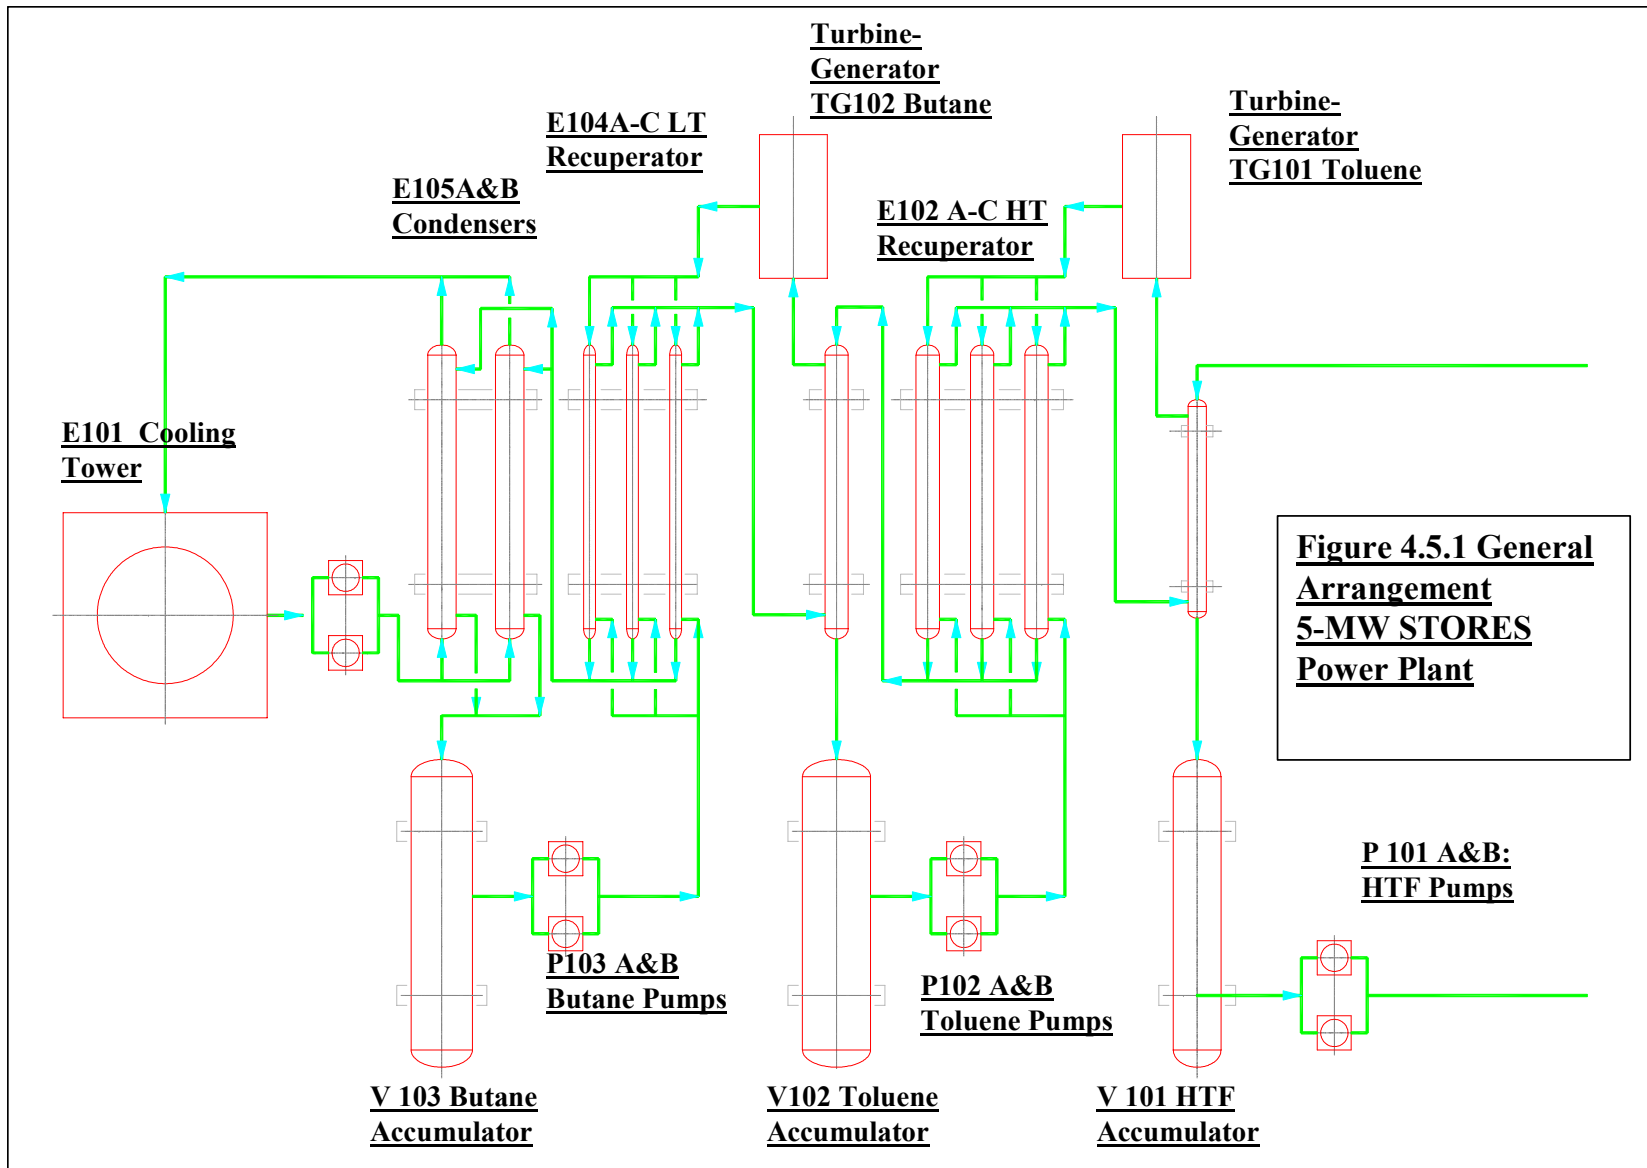 Turbine-
Generator
TG102 Butane
Turbine-
Generator
TG101 Toluene
E104A-C LT
Recuperator
E105A&B
Condensers
E102 A-C HT
Recuperator
E101  Cooling
Tower
Figure 4.5.1 General
Arrangement
5-MW STORES
Power Plant
P 101 A&B:
HTF Pumps
P103 A&B
Butane Pumps
P102 A&B
Toluene Pumps
V 103 Butane
Accumulator
V102 Toluene
Accumulator
V 101 HTF
Accumulator